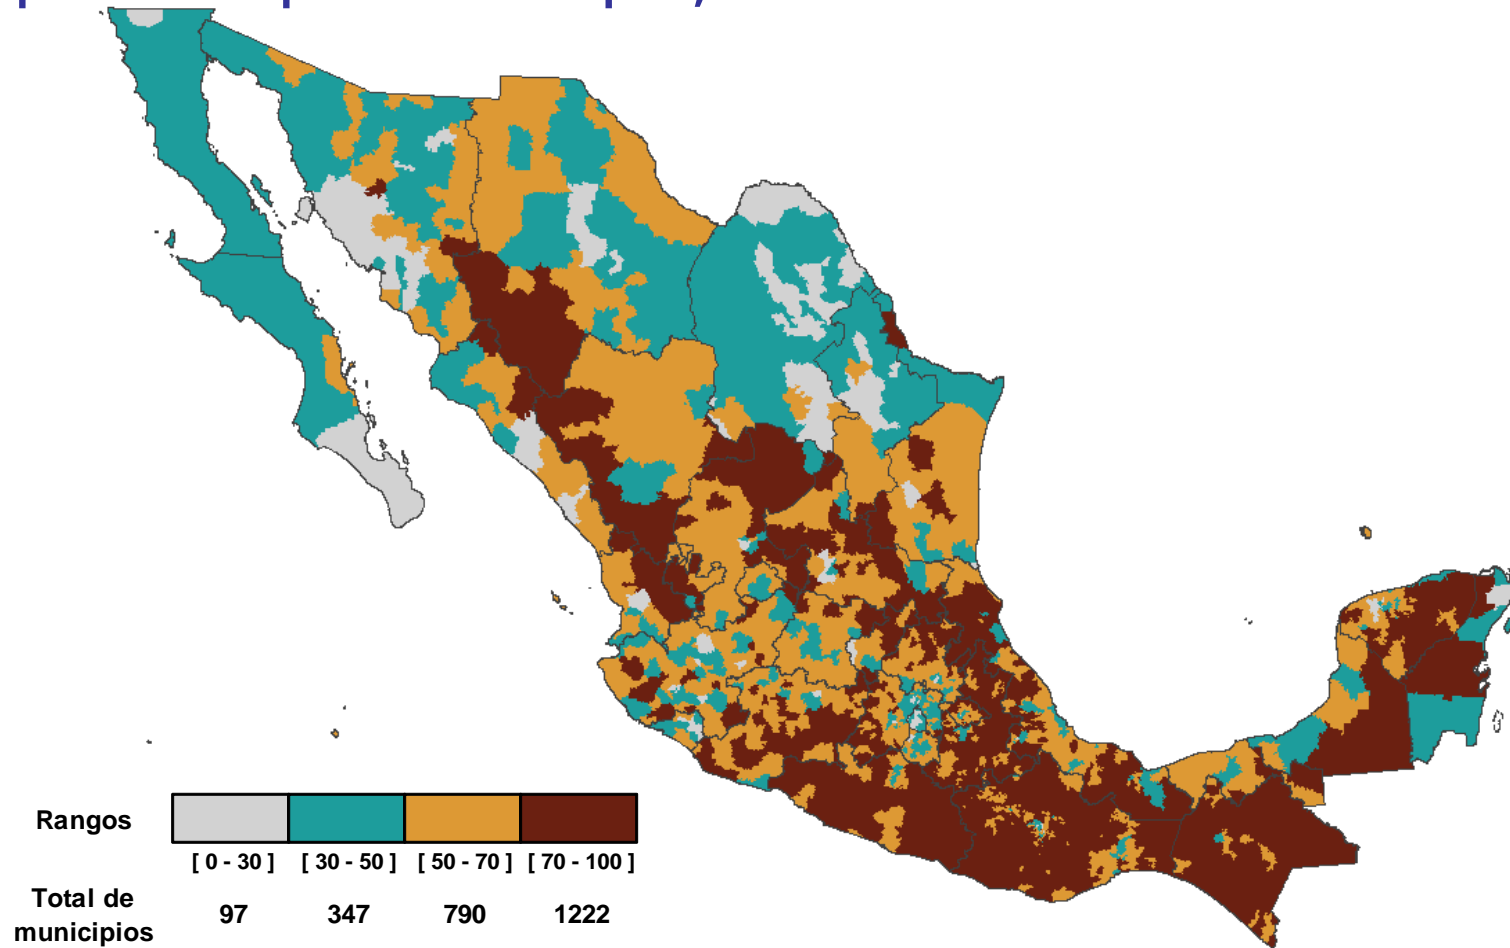 Rangos
[ 0 - 30 ] [ 30 - 50 ] [ 50 - 70 ] [ 70 - 100 ]
Total de
municipios
97 347 790 1222